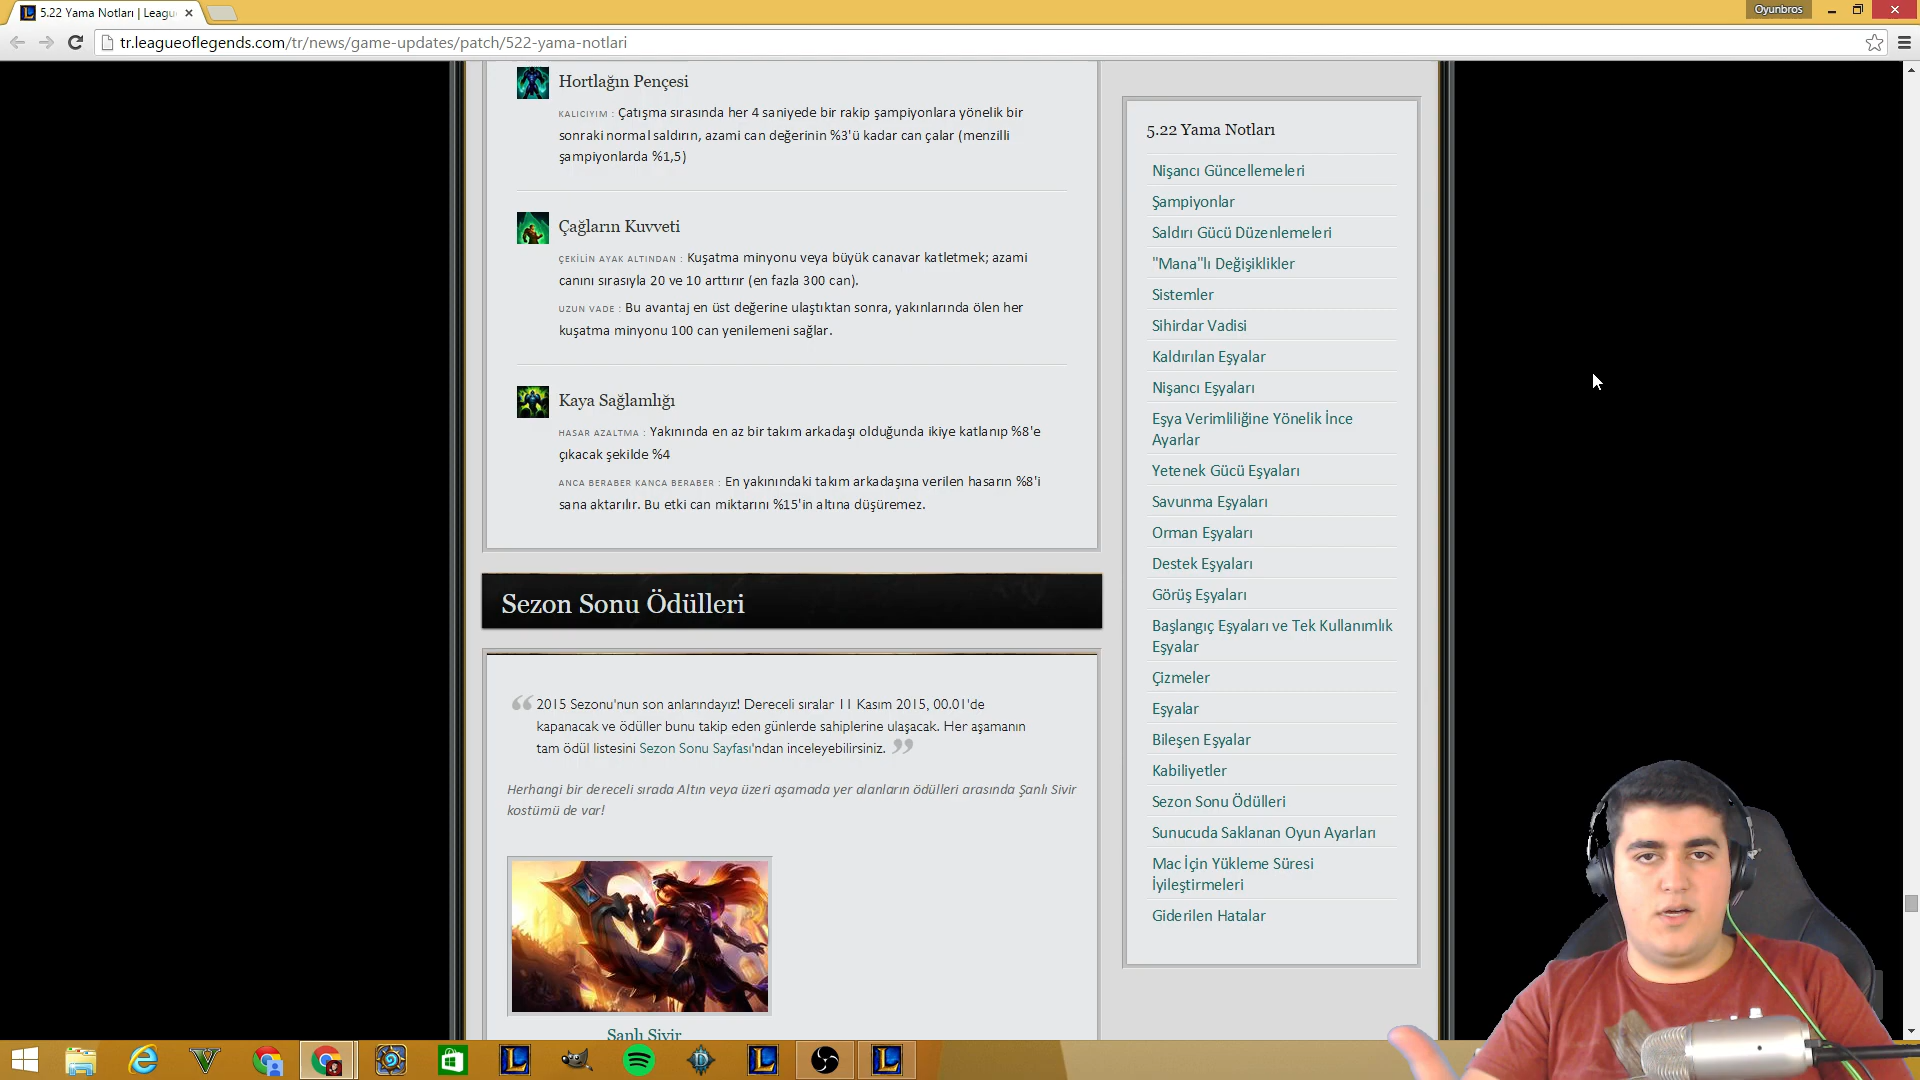 5.22 Yama Notları | Leagu
Oyunbros
tr.leagueoflegends.com/tr/news/game-updates/patch/522-yama-notlari
Hortlağın Pençesi
KALICIYIM : Çatışma sırasında her 4 saniyede bir rakip şampiyonlara yönelik bir
sonraki normal saldırın, azami can değerinin %3'ü kadar can çalar (menzilli
şampiyonlarda %1,5)
Çağların Kuvveti
ÇEKİLİN AYAK ALTINDAN : Kuşatma minyonu veya büyük canavar katletmek; azami
canını sırasıyla 20 ve 10 arttırır (en fazla 300 can).
UZUN VADE : Bu avantaj en üst değerine ulaştıktan sonra, yakınlarında ölen her
kuşatma minyonu 100 can yenilemeni sağlar.
Kaya Sağlamlığı
HASAR AZALTMA : Yakınında en az bir takım arkadaşı olduğunda ikiye katlanıp %8'e
çıkacak şekilde %4
ANCA BERABER KANCA BERABER : En yakınındaki takım arkadaşına verilen hasarın %8'i
sana aktarılır. Bu etki can miktarını %15'in altına düşüremez.
Sezon Sonu Ödülleri
“ 2015 Sezonu'nun son anlarındayız! Dereceli sıralar 11 Kasım 2015, 00.01'de
kapanacak ve ödüller bunu takip eden günlerde sahiplerine ulaşacak. Her aşamanın
tam ödül listesini Sezon Sonu Sayfası'ndan inceleyebilirsiniz. ”
Herhangi bir dereceli sırada Altın veya üzeri aşamada yer alanların ödülleri arasında Şanlı Sivir
kostümü de var!
Şanlı Sivir
5.22 Yama Notları
Nişancı Güncellemeleri
Şampiyonlar
Saldırı Gücü Düzenlemeleri
"Mana"lı Değişiklikler
Sistemler
Sihirdar Vadisi
Kaldırılan Eşyalar
Nişancı Eşyaları
Eşya Verimliliğine Yönelik İnce
Ayarlar
Yetenek Gücü Eşyaları
Savunma Eşyaları
Orman Eşyaları
Destek Eşyaları
Görüş Eşyaları
Başlangıç Eşyaları ve Tek Kullanımlık
Eşyalar
Çizmeler
Eşyalar
Bileşen Eşyalar
Kabiliyetler
Sezon Sonu Ödülleri
Sunucuda Saklanan Oyun Ayarları
Mac İçin Yükleme Süresi
İyileştirmeleri
Giderilen Hatalar